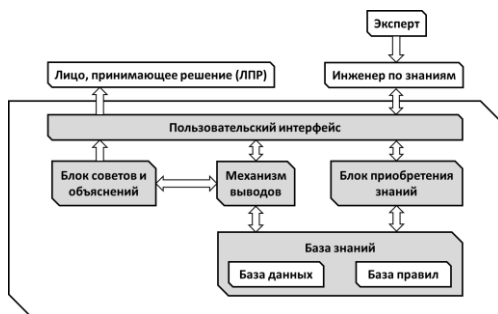 Эксперт
Лицо, принимающее решение (ЛПР)
Инженер по знаниям
Пользовательский интерфейс
Блок советов и
объяснений
Механизм
выводов
Блок приобретения
знаний
База знаний
База данных
База правил